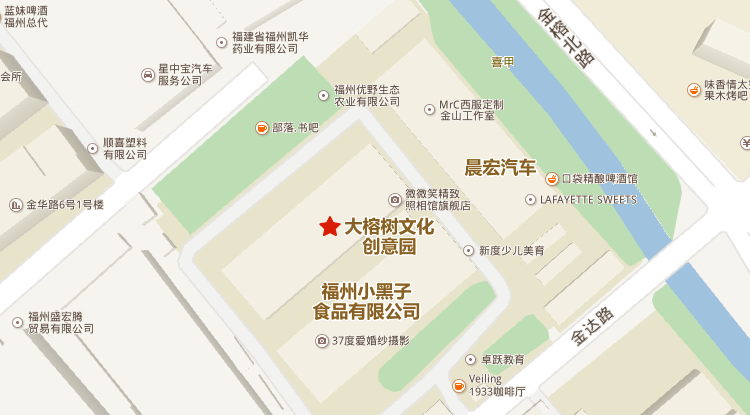 蓝妹啤酒
福州总代
福建省福州凯华
药业有限公司
金榕北路
喜甲
会所
星中宝汽车
服务公司
福州优野生态
农业有限公司
味香情太
果木烤吧
MrC西服定制
金山工作室
部落.书吧
顺喜塑料
有限公司
¥
晨宏汽车
口袋精酿啤酒馆
微微笑精致
照相馆旗舰店
LAFAYETTE SWEETS
金华路6号1号楼
大榕树文化
创意园
新度少儿美育
福州小黑子
食品有限公司
福州盛宏腾
贸易有限公司
金达路
37度爱婚纱摄影
卓跃教育
Veiling
1933咖啡厅